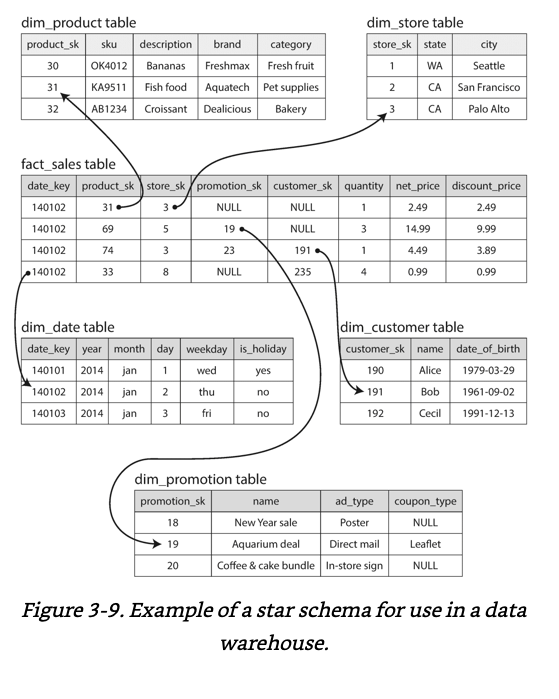 dim_product table
product_sk sku description brand category
30 OK4012 Bananas Freshmax Fresh fruit
31 KA9511 Fish food Aquatech Pet supplies
32 AB1234 Croissant Dealicious Bakery
dim_store table
store_sk state city
1 WA Seattle
2 CA San Francisco
3 CA Palo Alto
fact_sales table
date_key product_sk store_sk promotion_sk customer_sk quantity net_price discount_price
140102 31 3 NULL NULL 1 2.49 2.49
140102 69 5 19 NULL 3 14.99 9.99
140102 74 3 23 191 1 4.49 3.89
140102 33 8 NULL 235 4 0.99 0.99
dim_date table
date_key year month day weekday is_holiday
140101 2014 jan 1 wed yes
140102 2014 jan 2 thu no
140103 2014 jan 3 fri no
dim_customer table
customer_sk name date_of_birth
190 Alice 1979-03-29
191 Bob 1961-09-02
192 Cecil 1991-12-13
dim_promotion table
promotion_sk name ad_type coupon_type
18 New Year sale Poster NULL
19 Aquarium deal Direct mail Leaflet
20 Coffee & cake bundle In-store sign NULL
Figure 3-9. Example of a star schema for use in a data
warehouse.